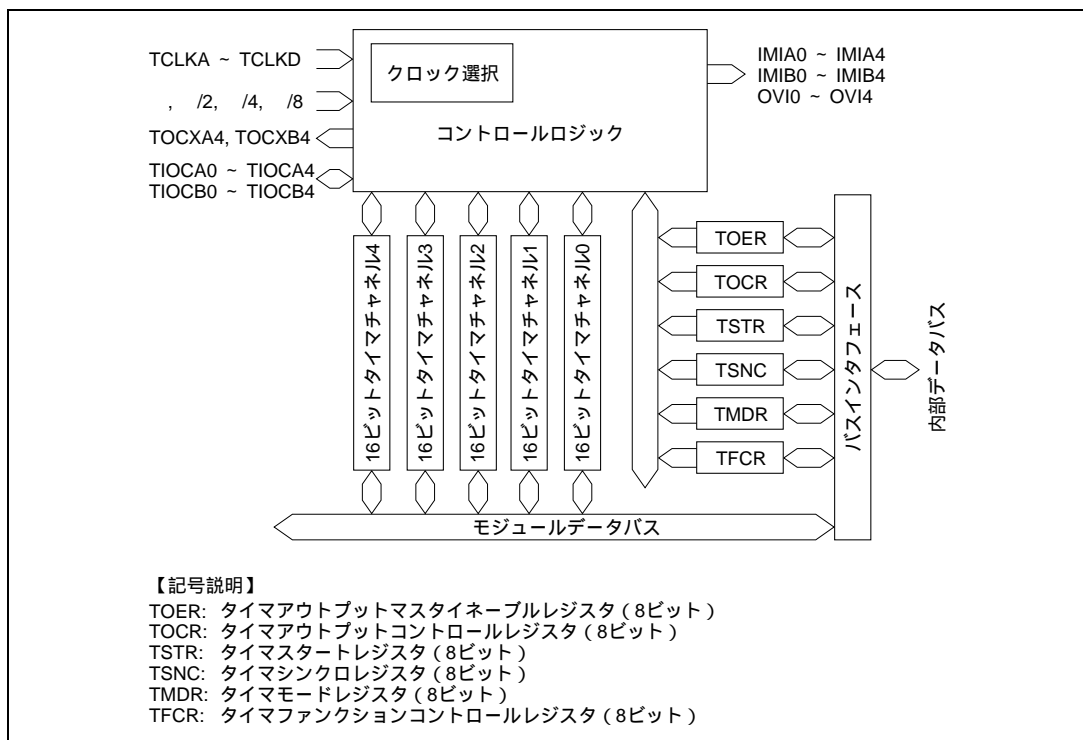 TCLKA ~ TCLKD
, /2, /4, /8
TOCXA4, TOCXB4
TIOCA0 ~ TIOCA4
TIOCB0 ~ TIOCB4
クロック選択
コントロールロジック
IMIA0 ~ IMIA4
IMIB0 ~ IMIB4
OVI0 ~ OVI4
16ビットタイマチャネル4
16ビットタイマチャネル3
16ビットタイマチャネル2
16ビットタイマチャネル1
16ビットタイマチャネル0
TOER
TOCR
TSTR
TSNC
TMDR
TFCR
バスインタフェース
内部データバス
モジュールデータバス
【記号説明】
TOER: タイマアウトプットマスタイネーブルレジスタ(8ビット)
TOCR: タイマアウトプットコントロールレジスタ(8ビット)
TSTR: タイマスタートレジスタ(8ビット)
TSNC: タイマシンクロレジスタ(8ビット)
TMDR: タイマモードレジスタ(8ビット)
TFCR: タイマファンクションコントロールレジスタ(8ビット)